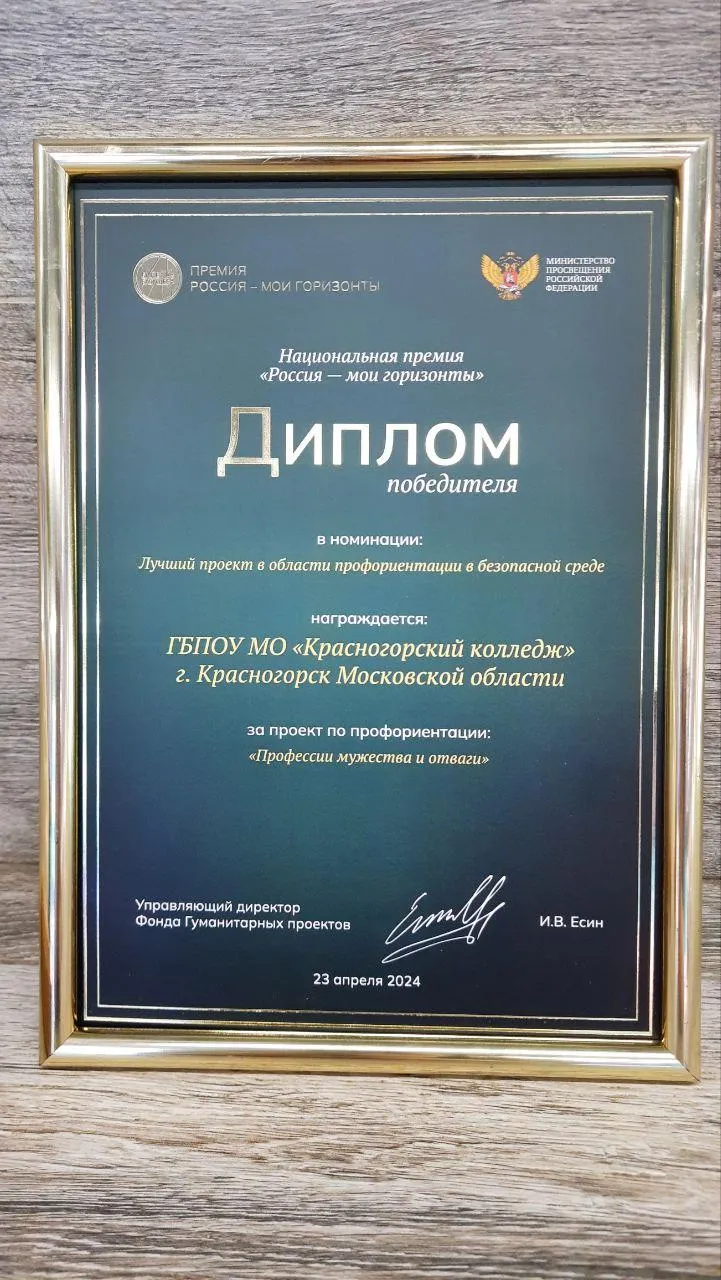 ПРЕМИЯ
РОССИЯ – МОИ ГОРИЗОНТЫ
МИНИСТЕРСТВО
ПРОСВЕЩЕНИЯ
РОССИЙСКОЙ
ФЕДЕРАЦИИ
Национальная премия
«Россия — мои горизонты»
Диплом
победителя
в номинации:
Лучший проект в области профориентации в безопасной среде
награждается:
ГБПОУ МО «Красногорский колледж»
г. Красногорск Московской области
за проект по профориентации:
«Профессии мужества и отваги»
Управляющий директор
Фонда Гуманитарных проектов
И.В. Есин
23 апреля 2024